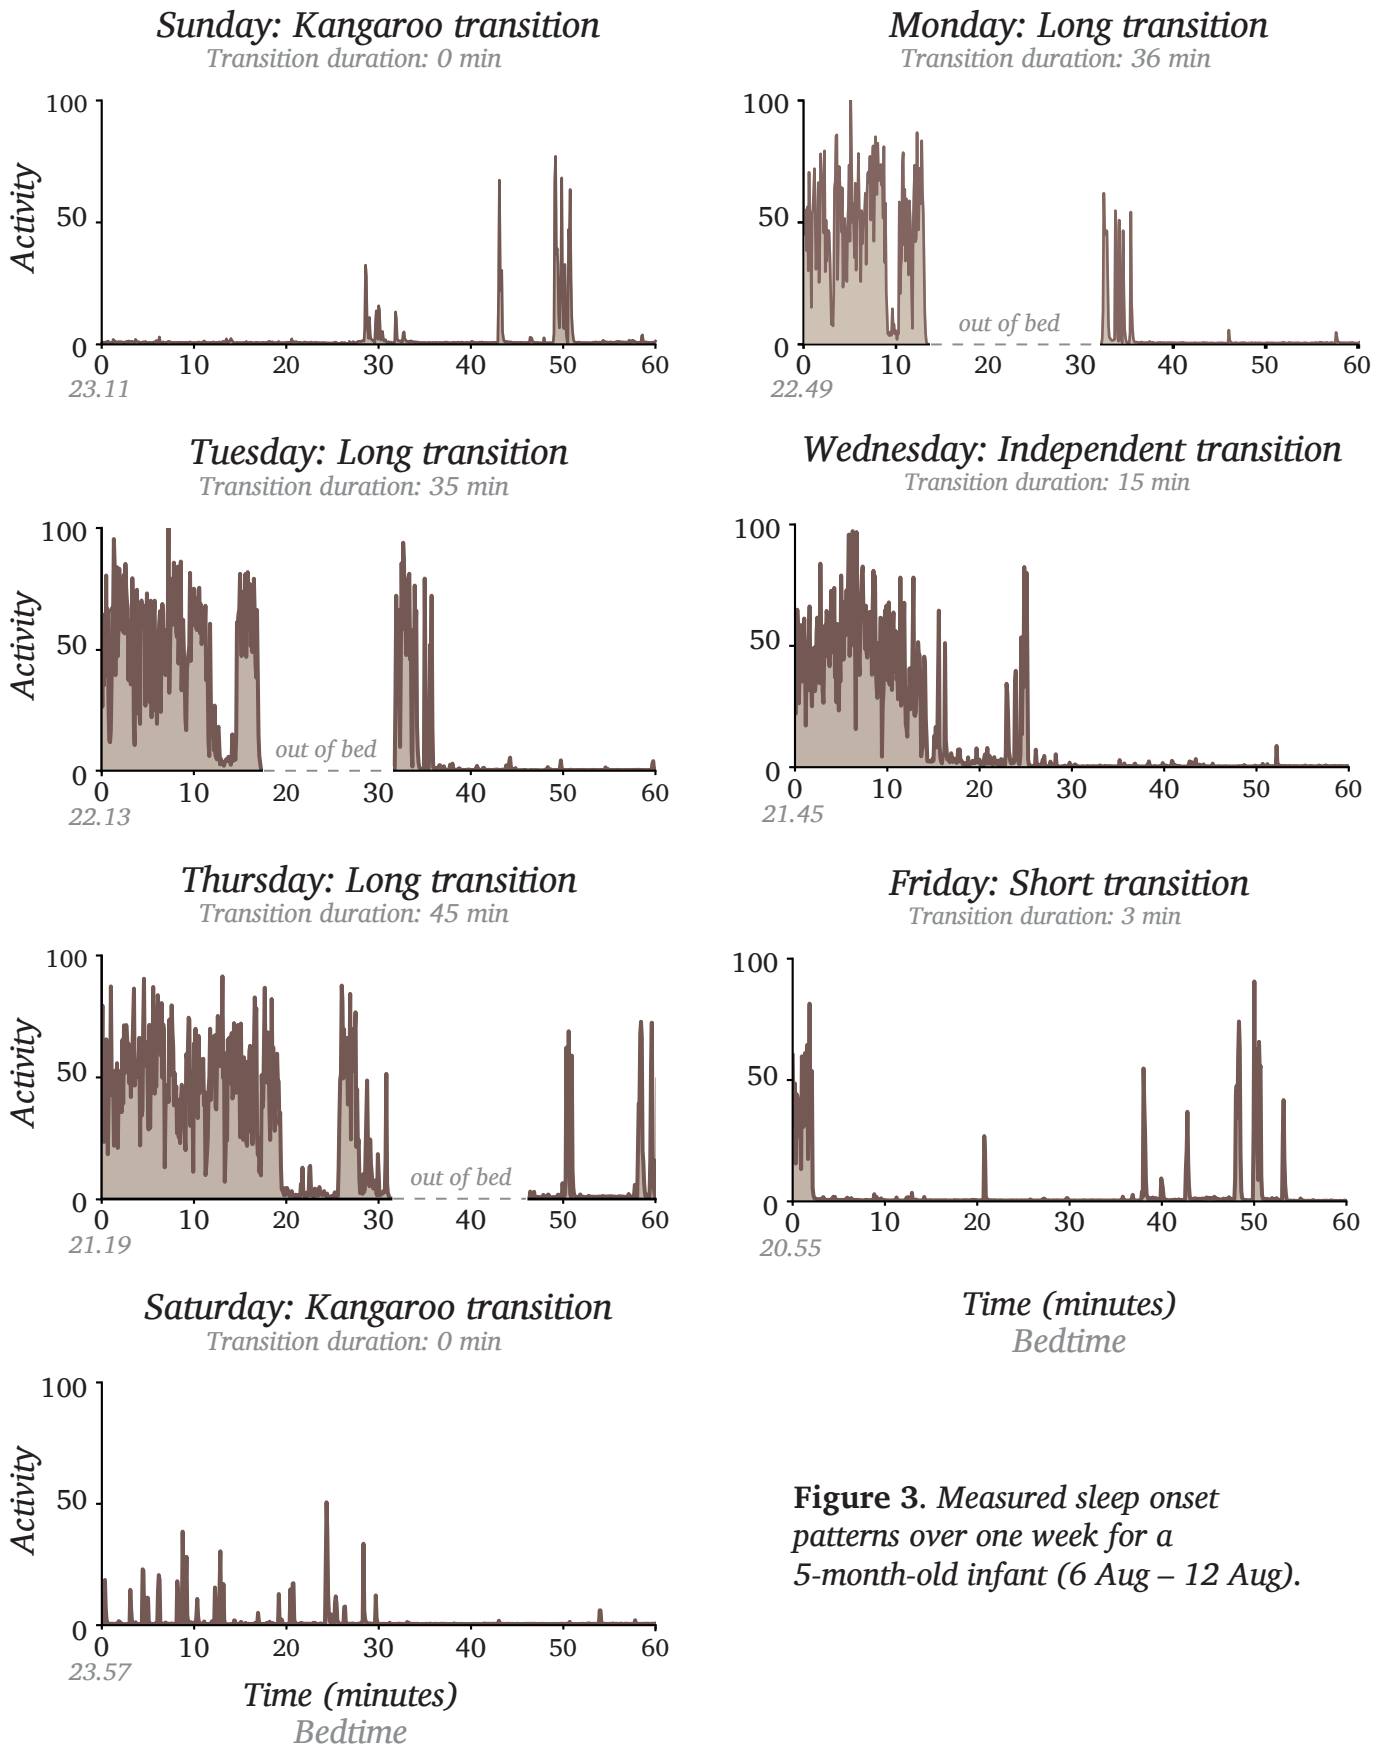 Sunday: Kangaroo transition
Transition duration: 0 min
Activity
100
50
0
0 10 20 30 40 50 60
23.11
Monday: Long transition
Transition duration: 36 min
100
50
0
out of bed
0 10 20 30 40 50 60
22.49
Tuesday: Long transition
Transition duration: 35 min
Activity
100
50
0
out of bed
0 10 20 30 40 50 60
22.13
Wednesday: Independent transition
Transition duration: 15 min
100
50
0
0 10 20 30 40 50 60
21.45
Thursday: Long transition
Transition duration: 45 min
Activity
100
50
0
out of bed
0 10 20 30 40 50 60
21.19
Friday: Short transition
Transition duration: 3 min
100
50
0
0 10 20 30 40 50 60
20.55
Time (minutes)
Bedtime
Saturday: Kangaroo transition
Transition duration: 0 min
Activity
100
50
0
0 10 20 30 40 50 60
23.57
Time (minutes)
Bedtime
Figure 3. Measured sleep onset
patterns over one week for a
5-month-old infant (6 Aug – 12 Aug).